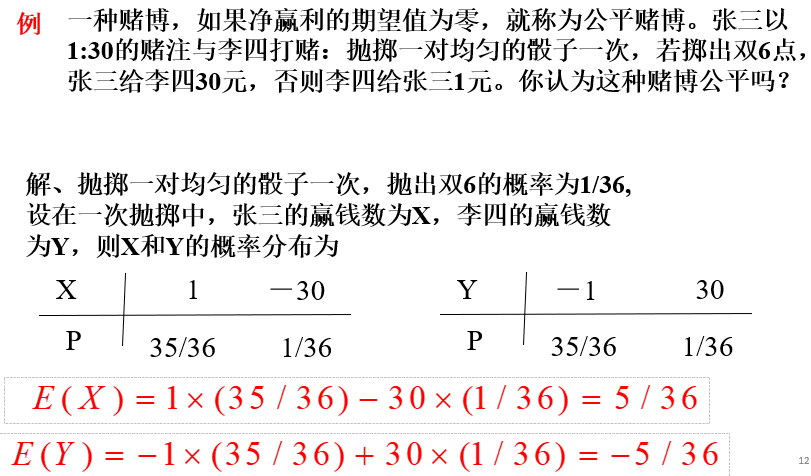 例 一种赌博，如果净赢利的期望值为零，就称为公平赌博。张三以
1:30的赌注与李四打赌：抛掷一对均匀的骰子一次，若掷出双6点，
张三给李四30元，否则李四给张三1元。你认为这种赌博公平吗？
解、抛掷一对均匀的骰子一次，抛出双6的概率为1/36,
设在一次抛掷中，张三的赢钱数为X，李四的赢钱数
为Y，则X和Y的概率分布为
X 1 －30
P 35/36 1/36
Y －1 30
P 35/36 1/36
E(X) = 1×(35/36)−30×(1/36) = 5/36
E(Y) = −1×(35/36)+30×(1/36) = −5/36
12